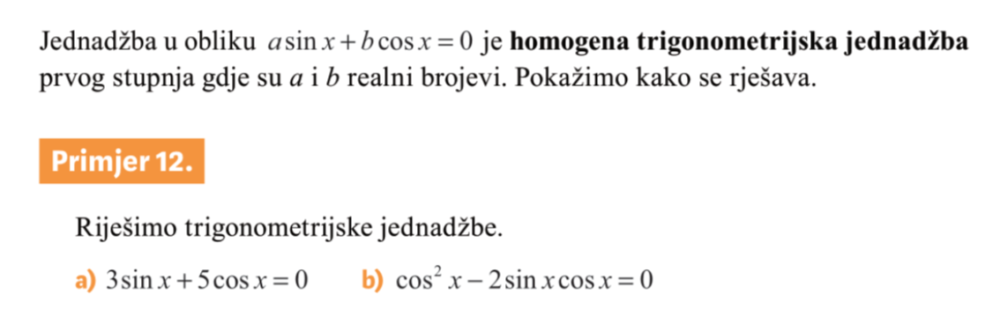 Jednadžba u obliku a sin x + b cos x = 0 je homogena trigonometrijska jednadžba
prvog stupnja gdje su a i b realni brojevi. Pokažimo kako se rješava.
Primjer 12.
Riješimo trigonometrijske jednadžbe.
a) 3 sin x + 5 cos x = 0 b) cos² x − 2 sin x cos x = 0